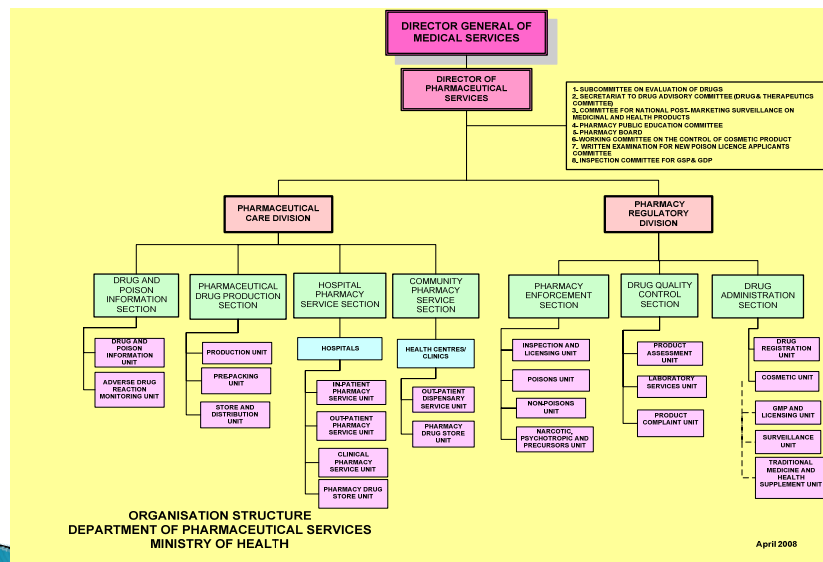 DIRECTOR GENERAL OF
MEDICAL SERVICES
DIRECTOR OF
PHARMACEUTICAL
SERVICES
1- SUBCOMMITTEE ON EVALUATION OF DRUGS
2_ SECRETARIAT TO DRUG ADVISORY COMMITTEE (DRUG & THERAPEUTICS
COMMITTEE)
3_ COMMITTEE FOR NATIONAL POST-MARKETING SURVEILLANCE ON
MEDICINAL AND HEALTH PRODUCTS
4- PHARMACY PUBLIC EDUCATION COMMITTEE
5- PHARMACY BOARD
6- WORKING COMMITTEE ON THE CONTROL OF COSMETIC PRODUCT
7_ WRITTEN EXAMINATION FOR NEW POISON LICENCE APPLICANTS
COMMITTEE
8_ INSPECTION COMMITTEE FOR GSP & GDP
PHARMACEUTICAL
CARE DIVISION
PHARMACY
REGULATORY
DIVISION
DRUG AND
POISON
INFORMATION
SECTION
PHARMACEUTICAL
DRUG PRODUCTION
SECTION
HOSPITAL
PHARMACY
SERVICE SECTION
COMMUNITY
PHARMACY
SERVICE
SECTION
PHARMACY
ENFORCEMENT
SECTION
DRUG QUALITY
CONTROL
SECTION
DRUG
ADMINISTRATION
SECTION
DRUG AND
POISON
INFORMATION
UNIT
ADVERSE DRUG
REACTION
MONITORING UNIT
PRODUCTION UNIT
PRE-PACKING
UNIT
STORE AND
DISTRIBUTION
UNIT
HOSPITALS
IN-PATIENT
PHARMACY
SERVICE UNIT
OUT-PATIENT
PHARMACY
SERVICE UNIT
CLINICAL
PHARMACY
SERVICE UNIT
PHARMACY DRUG
STORE UNIT
HEALTH CENTRES/
CLINICS
OUT-PATIENT
DISPENSARY
SERVICE UNIT
PHARMACY
DRUG STORE
UNIT
INSPECTION AND
LICENSING UNIT
POISONS UNIT
NON-POISONS
UNIT
NARCOTIC,
PSYCHOTROPIC AND
PRECURSORS UNIT
PRODUCT
ASSESSMENT
UNIT
LABORATORY
SERVICES UNIT
PRODUCT
COMPLAINT UNIT
DRUG
REGISTRATION
UNIT
COSMETIC UNIT
GMP AND
LICENSING UNIT
SURVEILLANCE
UNIT
TRADITIONAL
MEDICINE AND
HEALTH
SUPPLEMENT UNIT
ORGANISATION STRUCTURE
DEPARTMENT OF PHARMACEUTICAL SERVICES
MINISTRY OF HEALTH
April 2008